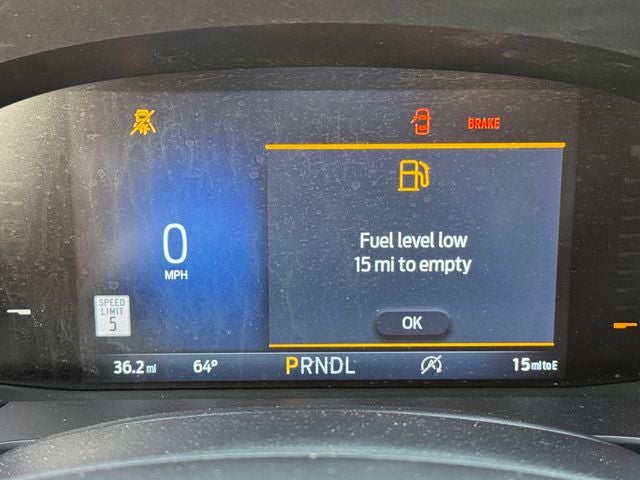 BRAKE
Fuel level low
15 mi to empty
OK
0
MPH
SPEED
LIMIT
5
36.2 mi 64° PRNDL 15 mi to E